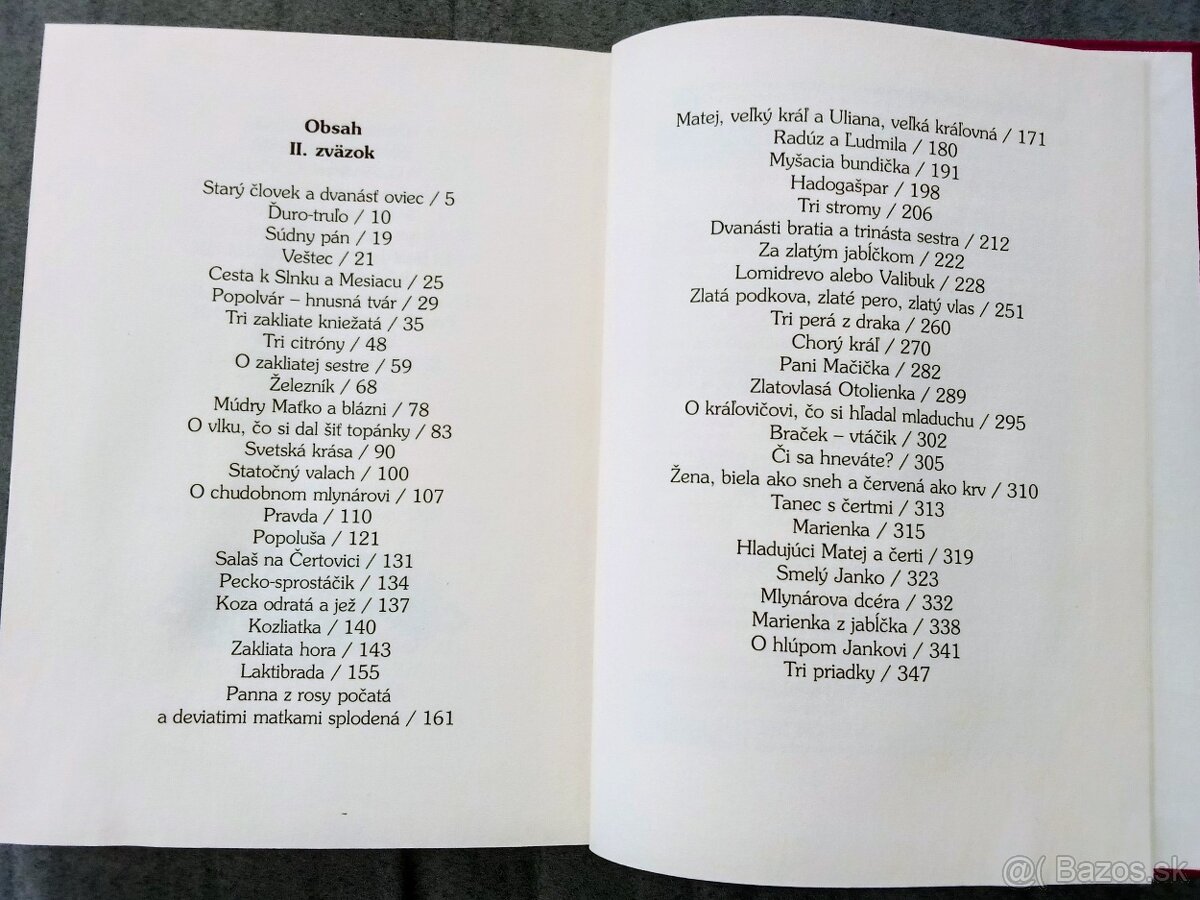 Obsah
II. zväzok
Starý človek a dvanásť oviec / 5
Ďuro-truľo / 10
Súdny pán / 19
Veštec / 21
Cesta k Slnku a Mesiacu / 25
Popolvár – hnusná tvár / 29
Tri zakliate kniežatá / 35
Tri citróny / 48
O zakliatej sestre / 59
Železník / 68
Múdry Maťko a blázni / 78
O vlku, čo si dal šiť topánky / 83
Svetská krása / 90
Statočný valach / 100
O chudobnom mlynárovi / 107
Pravda / 110
Popoluša / 121
Salaš na Čertovici / 131
Pecko-sprostáčik / 134
Koza odratá a jež / 137
Kozliatka / 140
Zakliata hora / 143
Laktibrada / 155
Panna z rosy počatá
a deviatimi matkami splodená / 161
Matej, veľký kráľ a Uliana, veľká kráľovná / 171
Radúz a Ľudmila / 180
Myšacia bundička / 191
Hadogašpar / 198
Tri stromy / 206
Dvanásti bratia a trinásta sestra / 212
Za zlatým jabĺčkom / 222
Lomidrevo alebo Valibuk / 228
Zlatá podkova, zlaté pero, zlatý vlas / 251
Tri perá z draka / 260
Chorý kráľ / 270
Pani Mačička / 282
Zlatovlasá Otolienka / 289
O kráľovičovi, čo si hľadal mladuchu / 295
Braček – vtáčik / 302
Či sa hneváte? / 305
Žena, biela ako sneh a červená ako krv / 310
Tanec s čertmi / 313
Marienka / 315
Hladujúci Matej a čerti / 319
Smelý Janko / 323
Mlynárova dcéra / 332
Marienka z jabĺčka / 338
O hlúpom Jankovi / 341
Tri priadky / 347
@( Bazos.sk